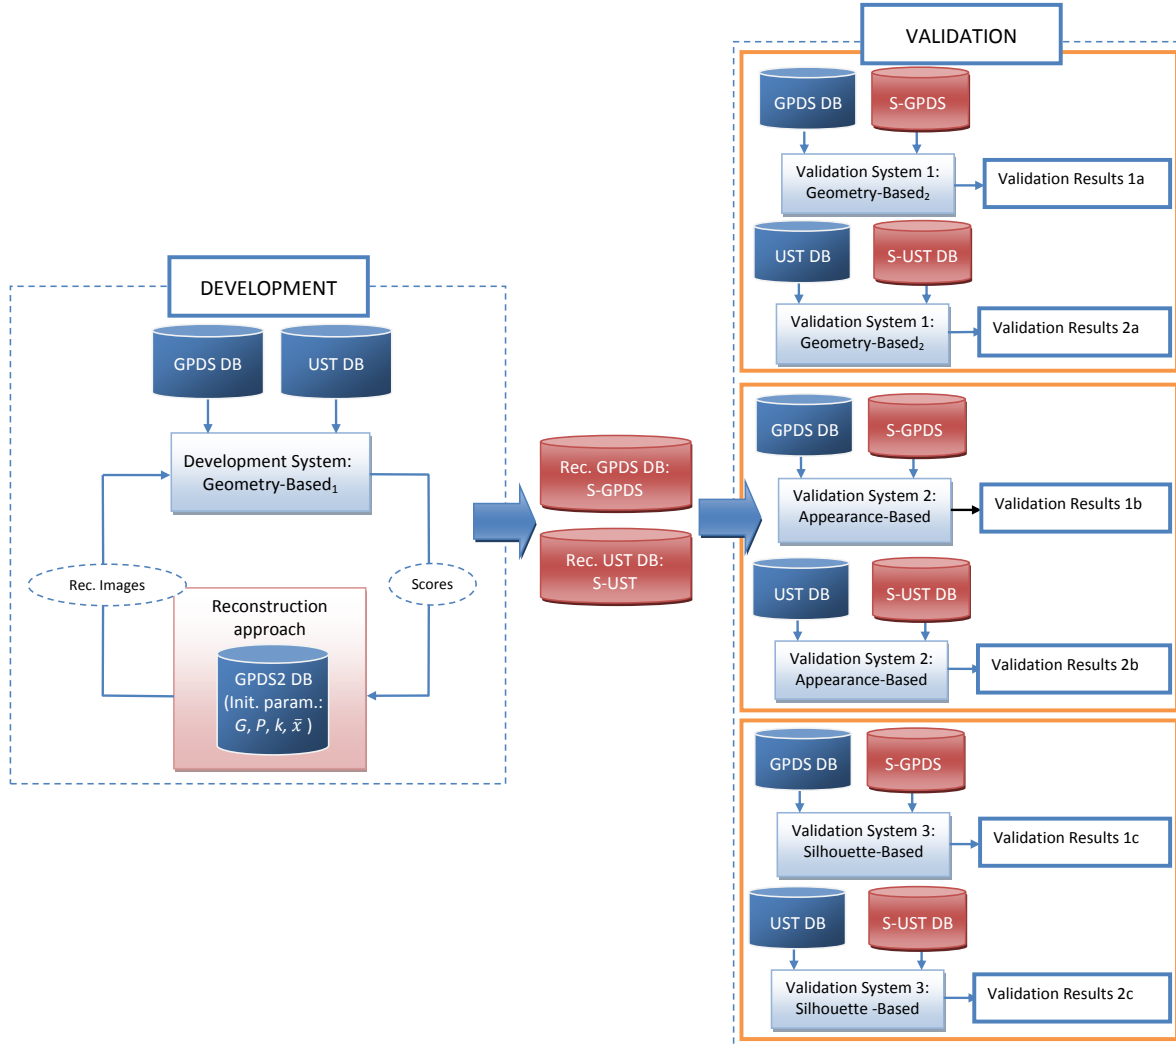 DEVELOPMENT
GPDS DB
UST DB
Development System:
Geometry-Based₁
Rec. Images
Scores
Reconstruction
approach
GPDS2 DB
(Init. param.:
G, P, k, x̄ )
Rec. GPDS DB:
S-GPDS
Rec. UST DB:
S-UST
VALIDATION
GPDS DB
S-GPDS
Validation System 1:
Geometry-Based₂
Validation Results 1a
UST DB
S-UST DB
Validation System 1:
Geometry-Based₂
Validation Results 2a
GPDS DB
S-GPDS
Validation System 2:
Appearance-Based
Validation Results 1b
UST DB
S-UST DB
Validation System 2:
Appearance-Based
Validation Results 2b
GPDS DB
S-GPDS
Validation System 3:
Silhouette-Based
Validation Results 1c
UST DB
S-UST DB
Validation System 3:
Silhouette -Based
Validation Results 2c